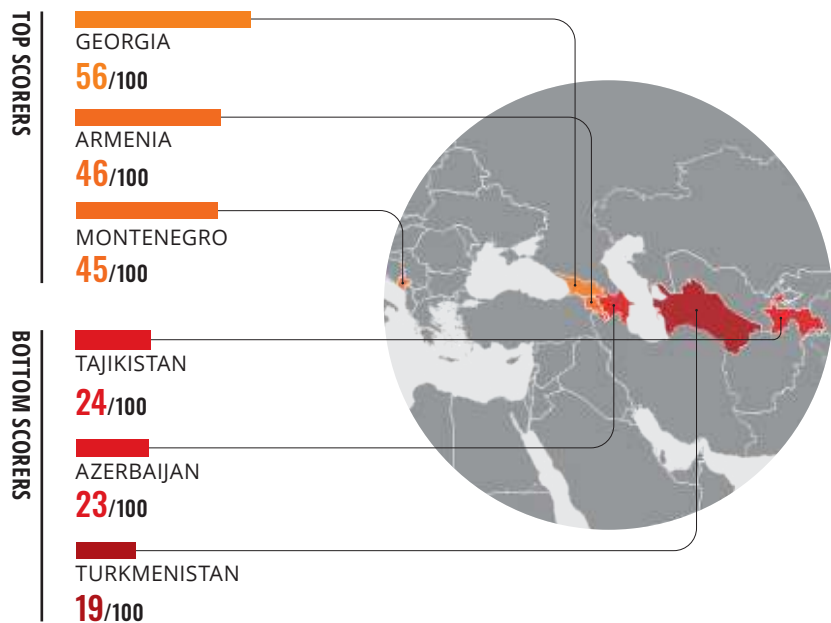 TOP SCORERS
GEORGIA
56/100
ARMENIA
46/100
MONTENEGRO
45/100
BOTTOM SCORERS
TAJIKISTAN
24/100
AZERBAIJAN
23/100
TURKMENISTAN
19/100